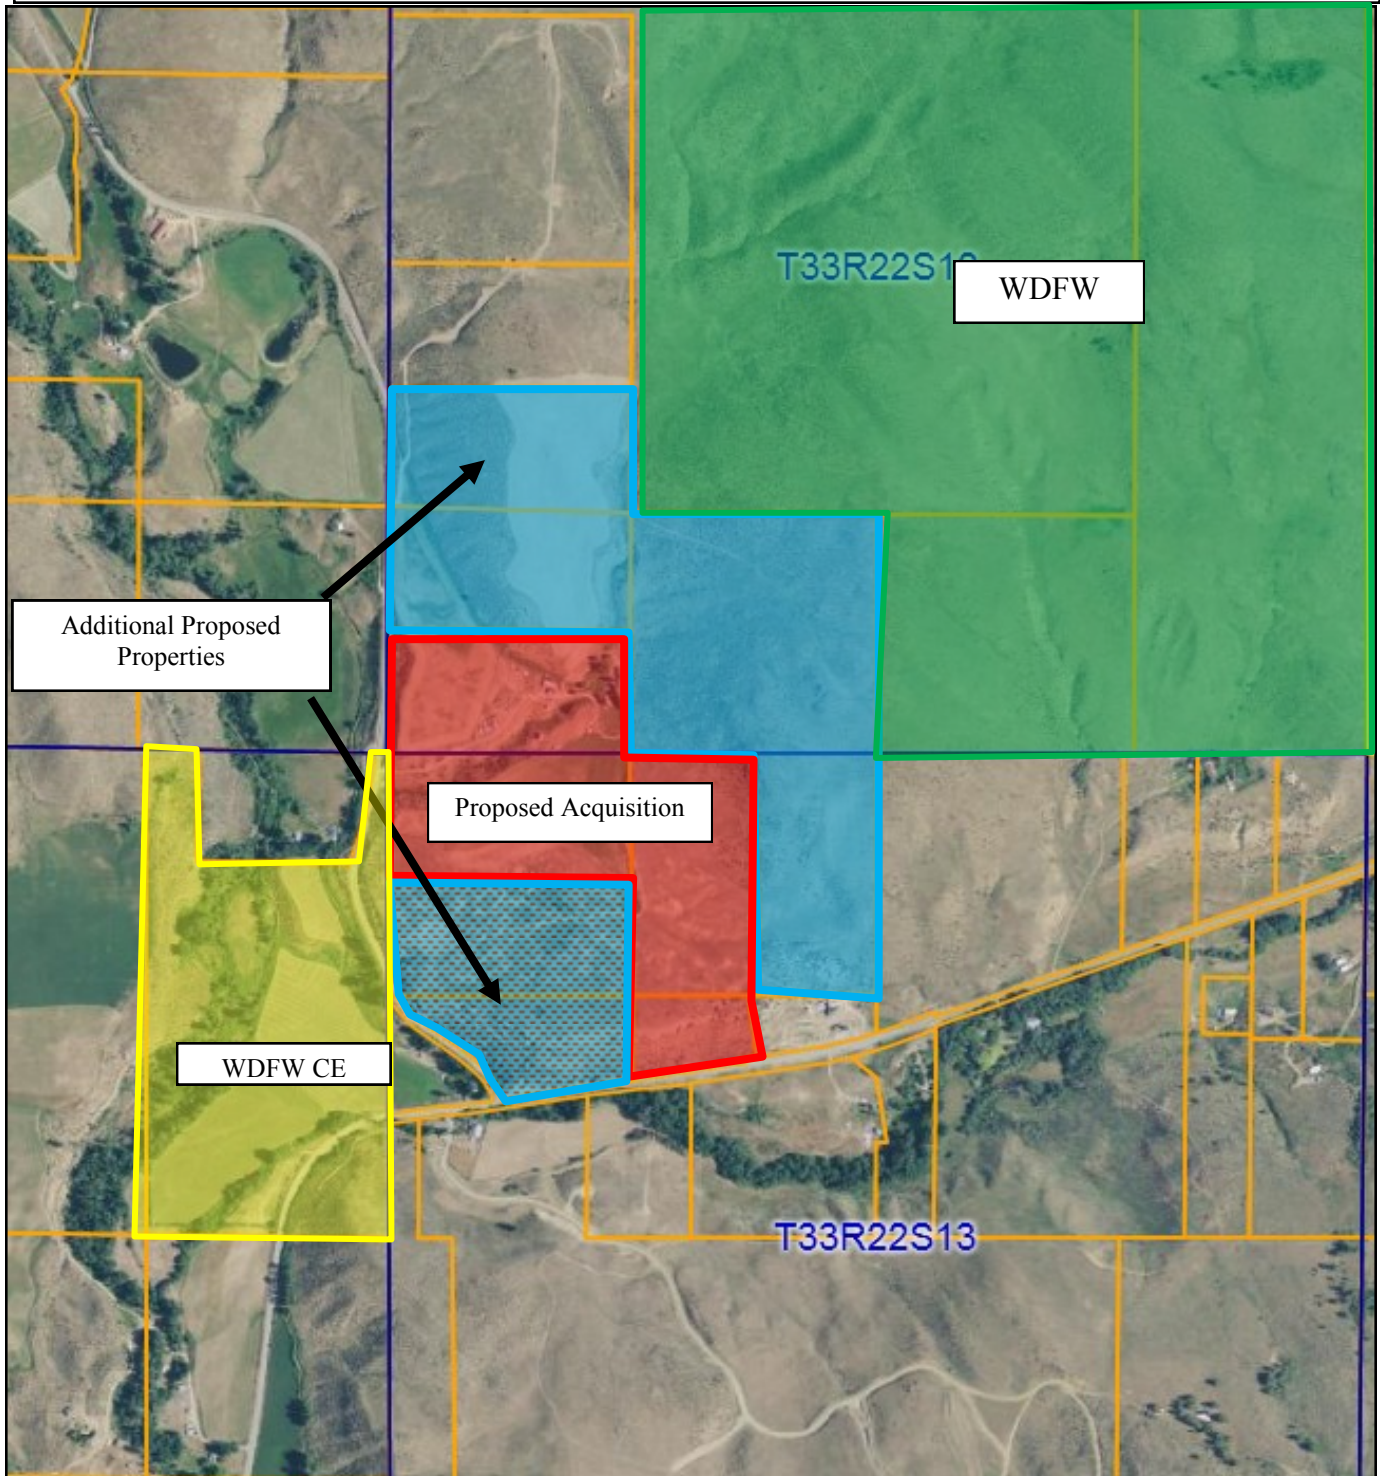 T33R22S1
WDFW
Additional Proposed
Properties
Proposed Acquisition
WDFW CE
T33R22S13